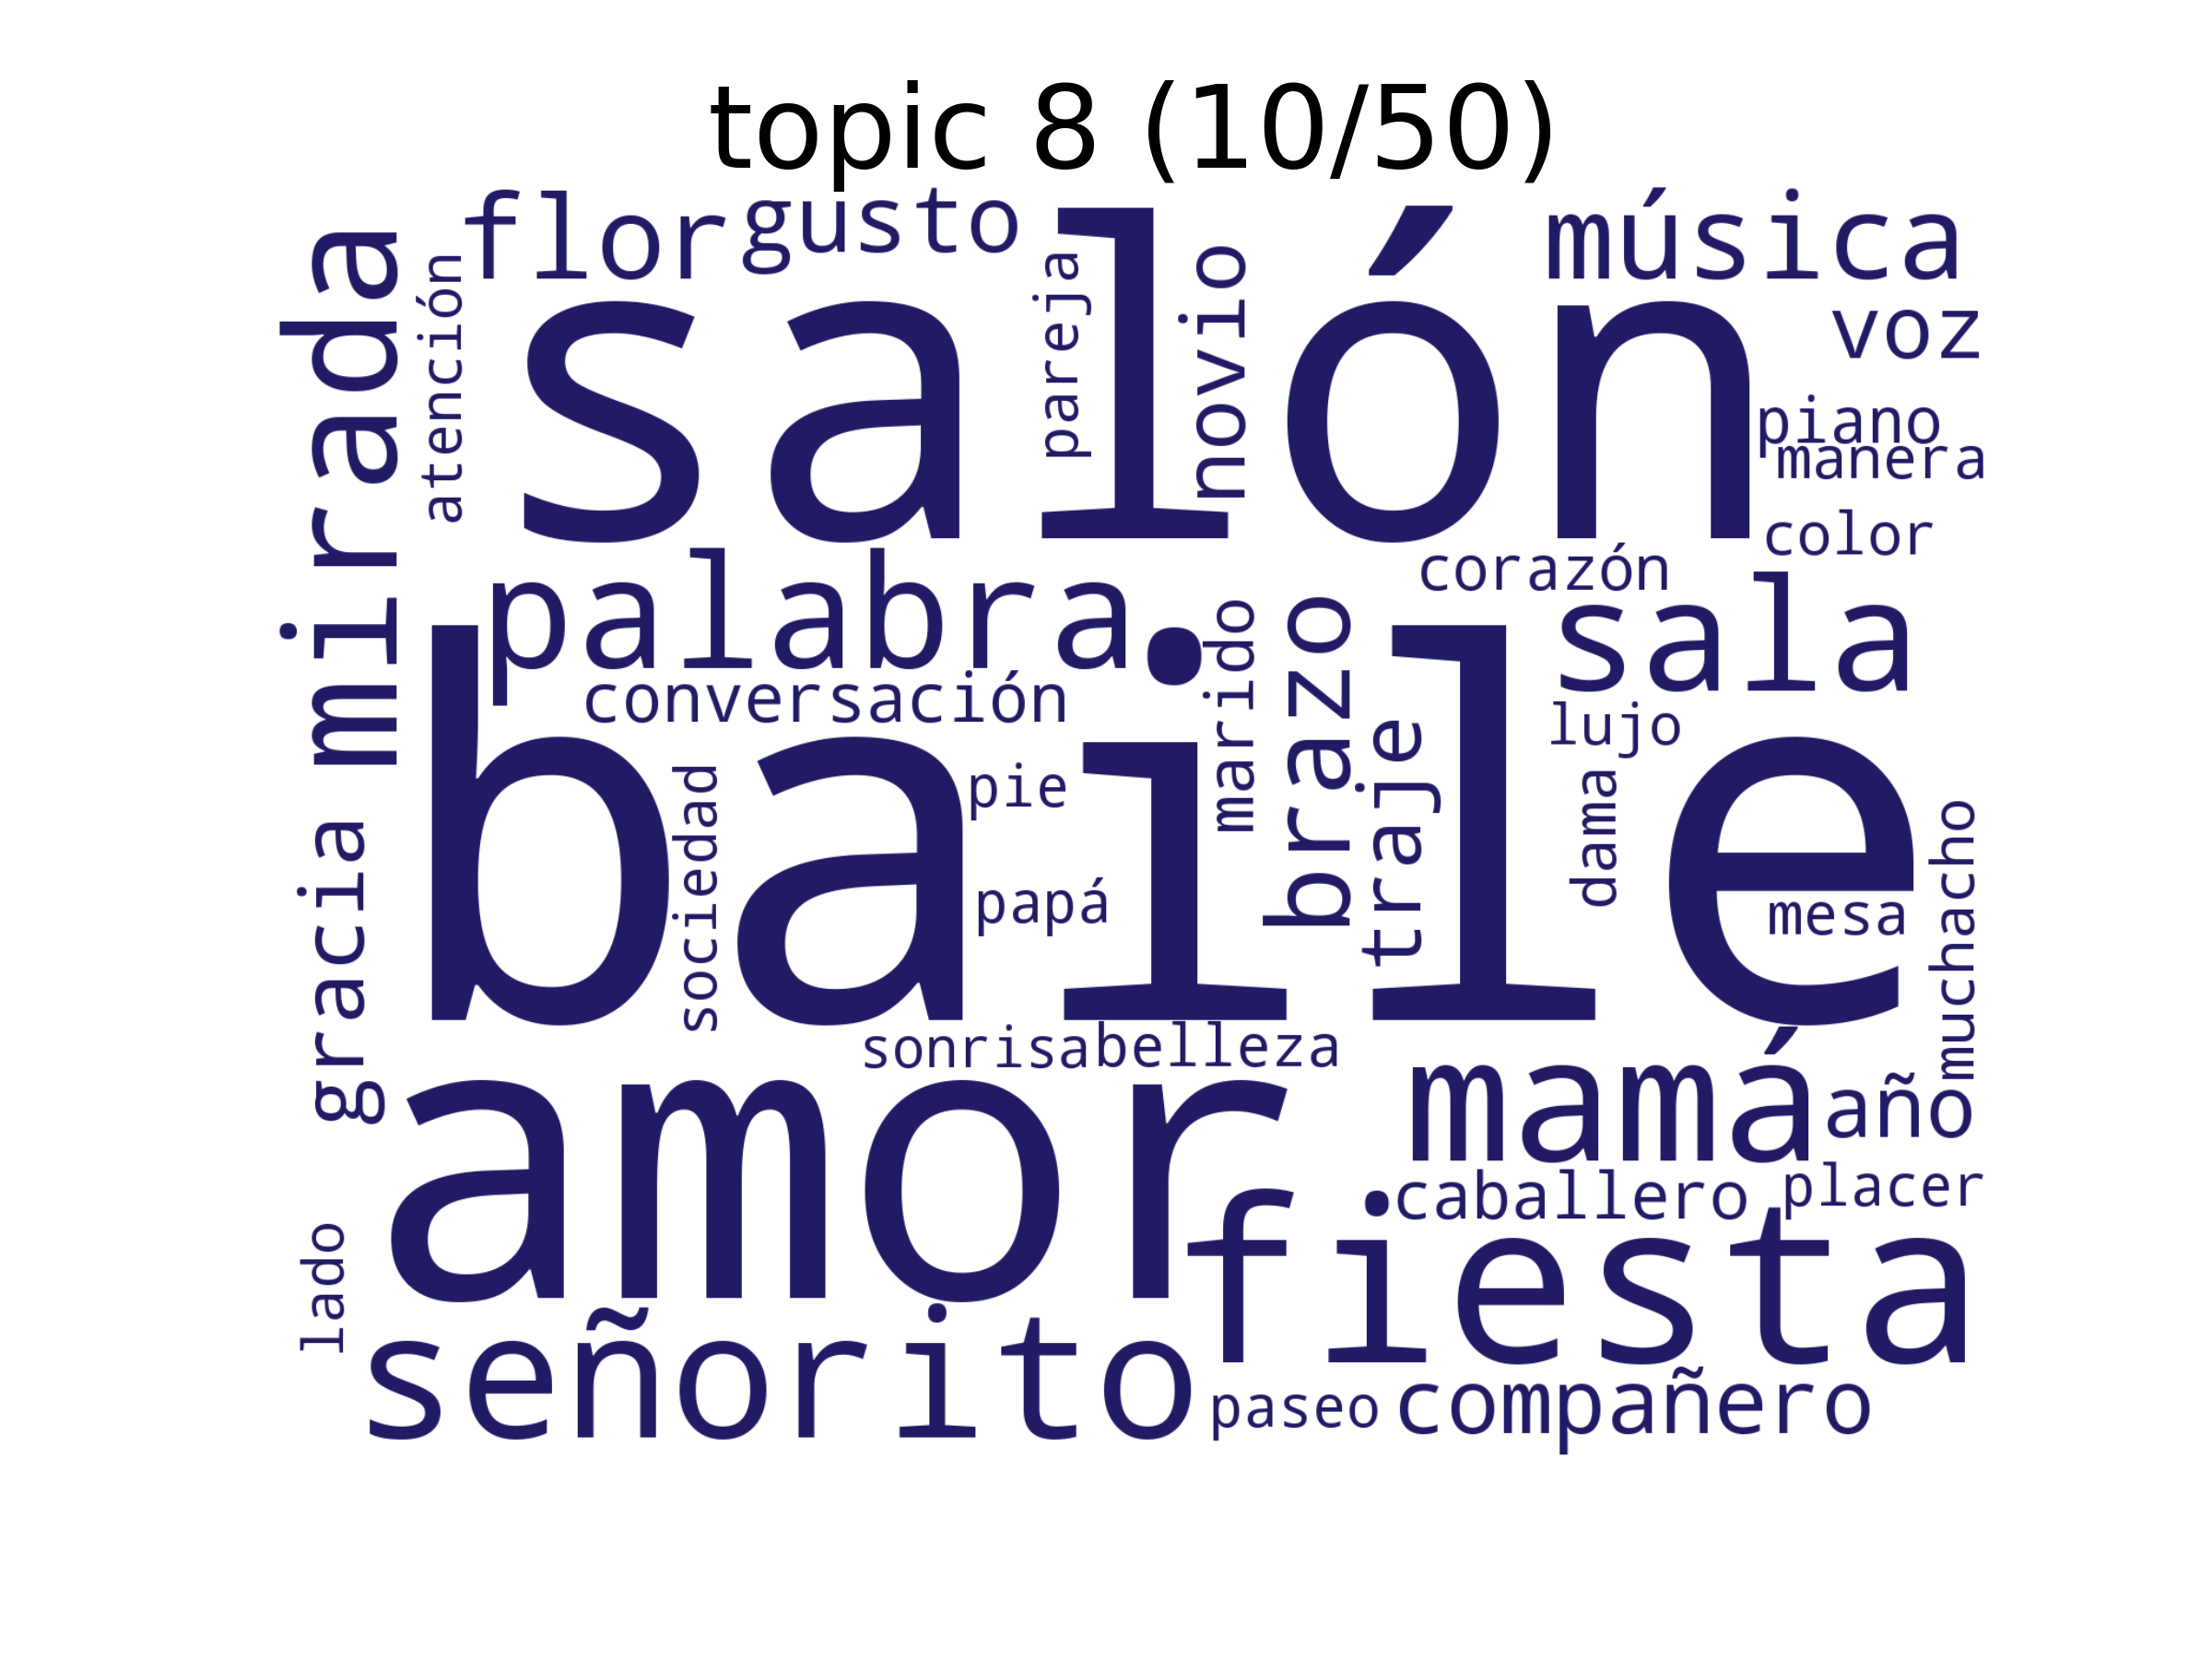 topic 8 (10/50)
flor
gusto
música
mirada
atención
salón
pareja
novio
voz
piano
manera
color
corazón
palabra
sala
conversación
marido
brazo
lujo
traje
baile
pie
sociedad
dama
papá
mesa
muchacho
gracia
sonrisa
belleza
amor
mamá
año
caballero
placer
fiesta
lado
señorito
paseo
compañero